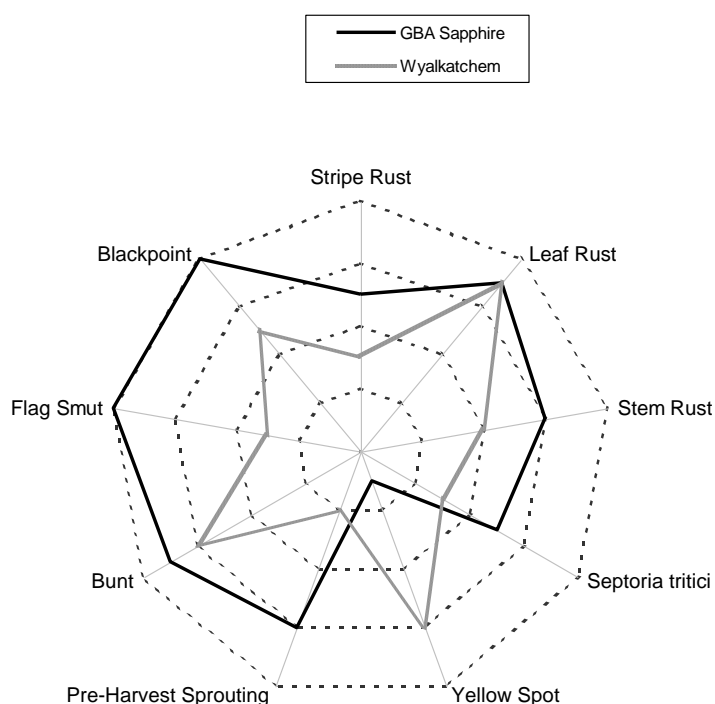 GBA Sapphire
Wyalkatchem
Stripe Rust
Blackpoint
Leaf Rust
Flag Smut
Stem Rust
Bunt
Septoria tritici
Pre-Harvest Sprouting
Yellow Spot